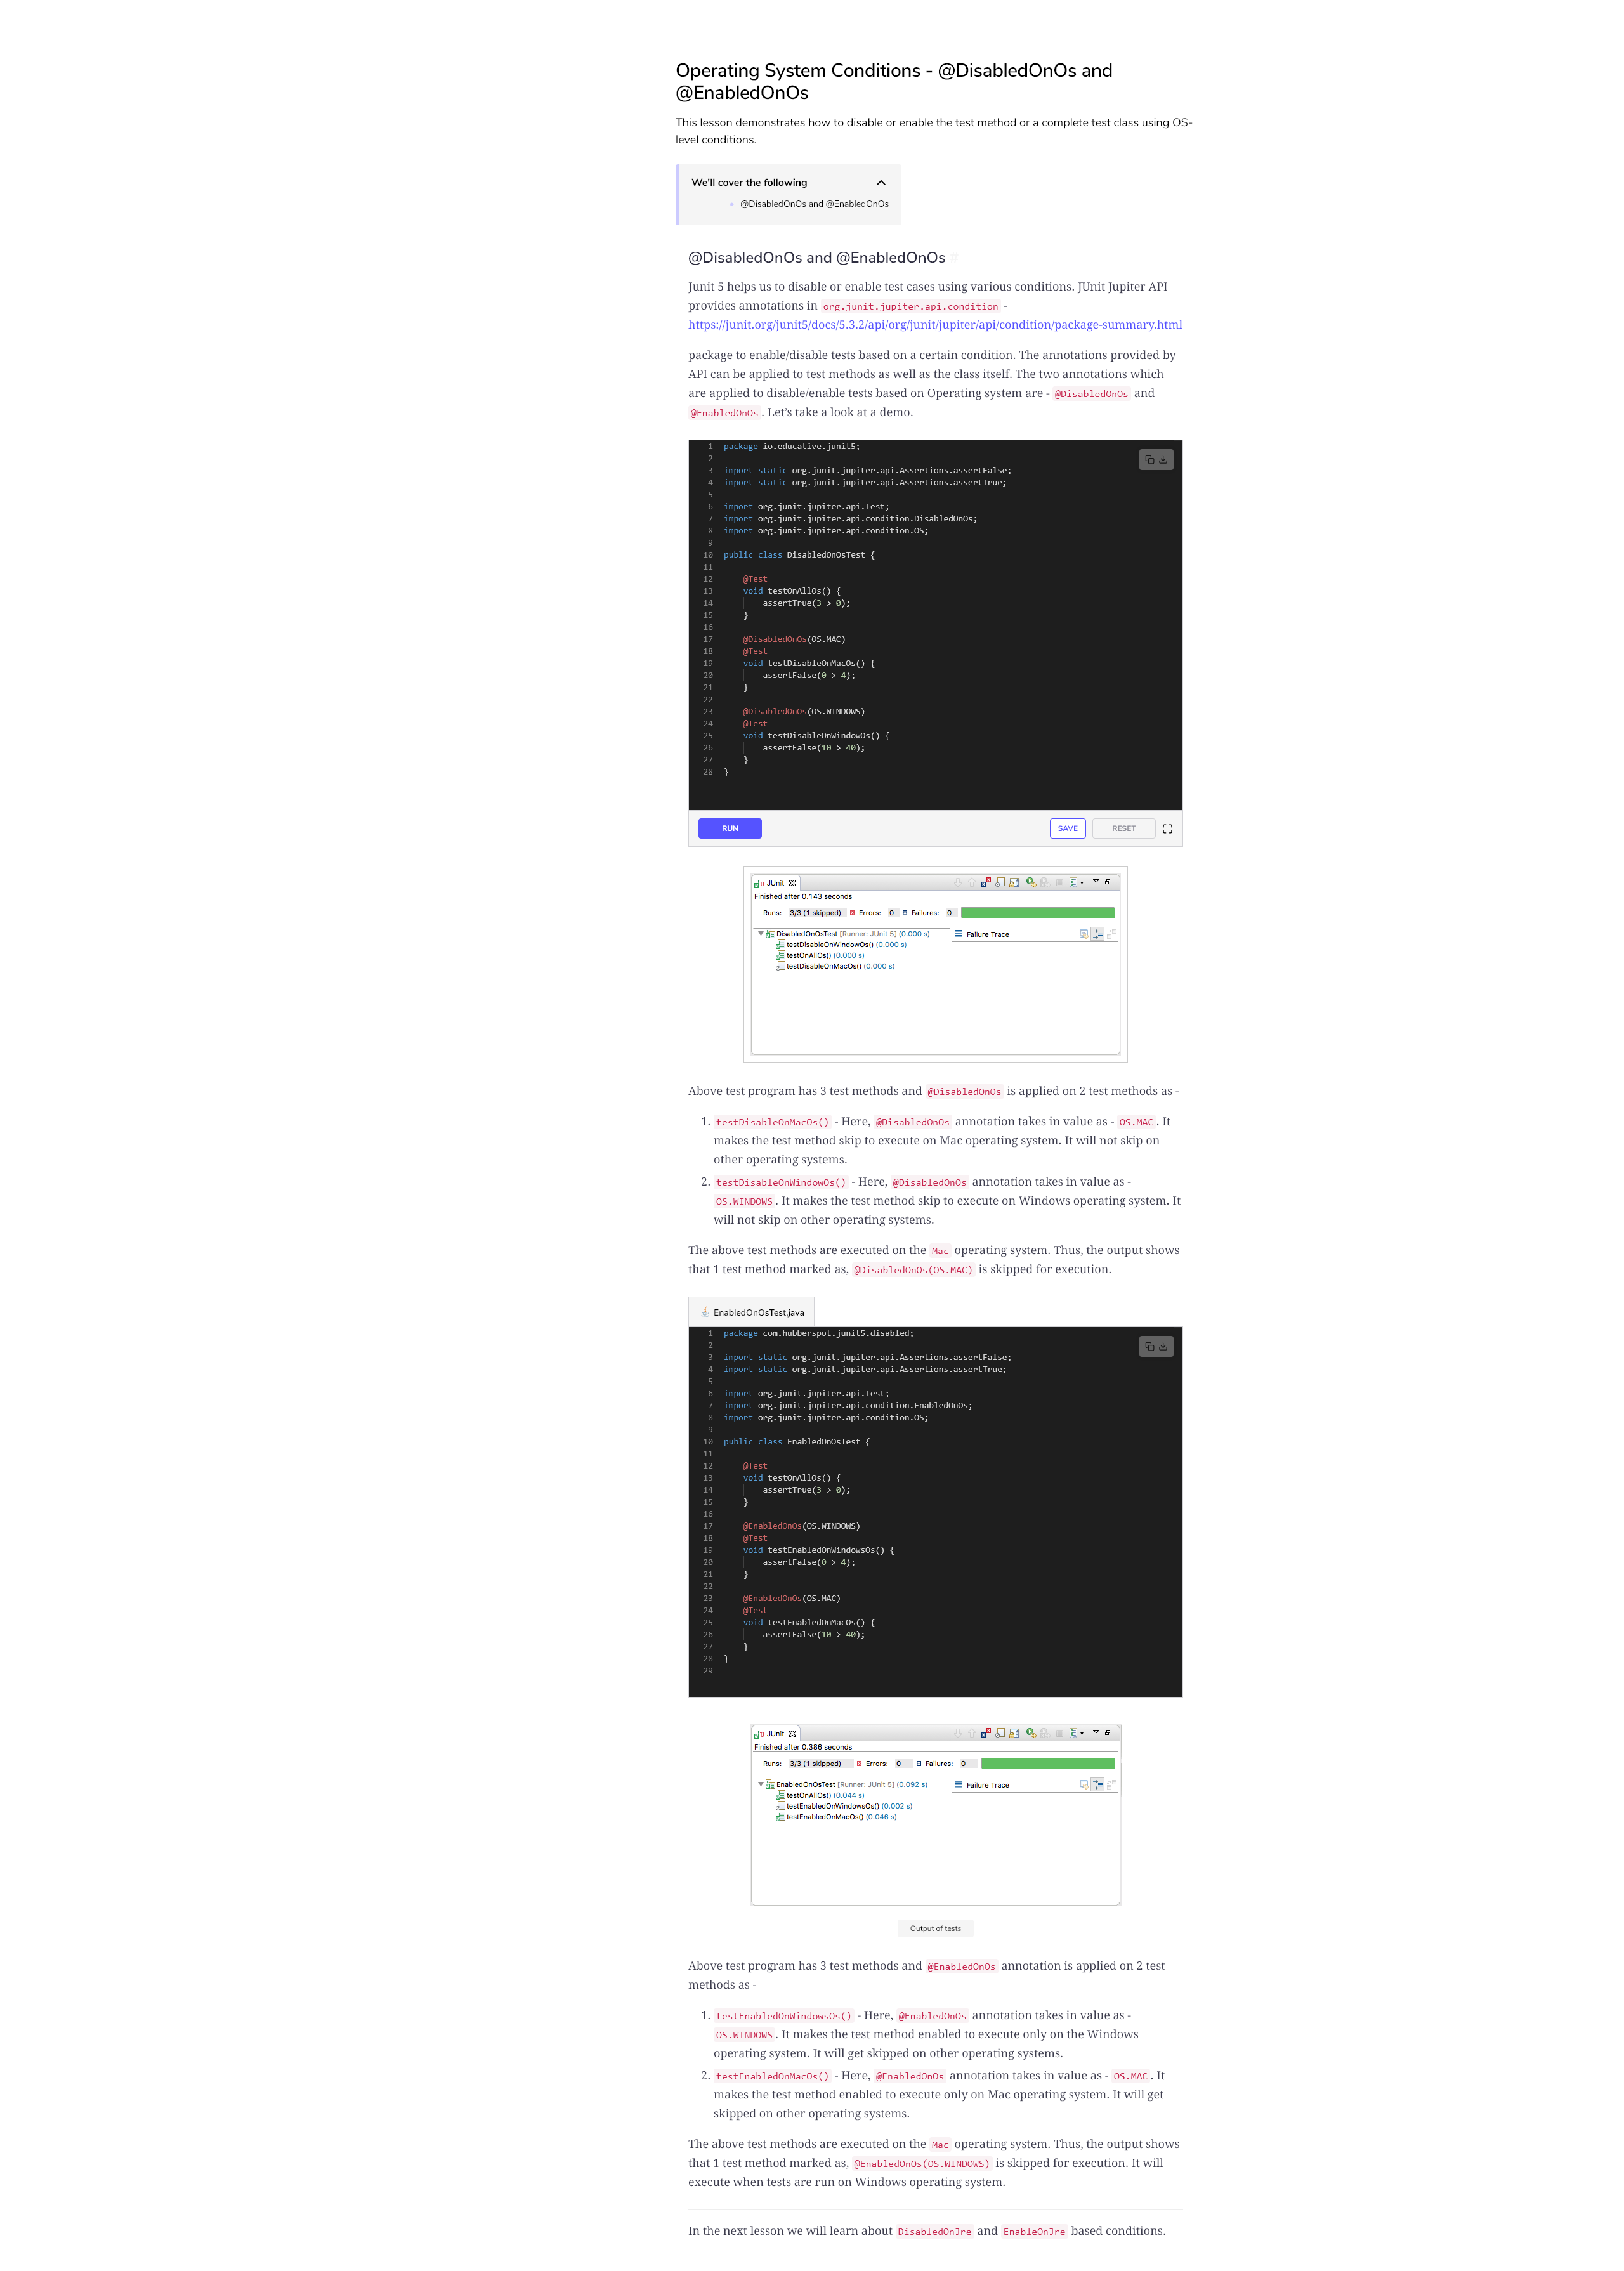 Operating System Conditions - @DisabledOnOs and
@EnabledOnOs
This lesson demonstrates how to disable or enable the test method or a complete test class using OS-
level conditions.
We'll cover the following
@DisabledOnOs and @EnabledOnOs
@DisabledOnOs and @EnabledOnOs #
Junit 5 helps us to disable or enable test cases using various conditions. JUnit Jupiter API
provides annotations in org.junit.jupiter.api.condition -
https://junit.org/junit5/docs/5.3.2/api/org/junit/jupiter/api/condition/package-summary.html
package to enable/disable tests based on a certain condition. The annotations provided by
API can be applied to test methods as well as the class itself. The two annotations which
are applied to disable/enable tests based on Operating system are - @DisabledOnOs and
@EnabledOnOs. Let's take a look at a demo.
1 package io.educative.junit5;
2
3 import static org.junit.jupiter.api.Assertions.assertFalse;
4 import static org.junit.jupiter.api.Assertions.assertTrue;
5
6 import org.junit.jupiter.api.Test;
7 import org.junit.jupiter.api.condition.DisabledOnOs;
8 import org.junit.jupiter.api.condition.OS;
9
10 public class DisabledOnOsTest {
11
12 @Test
13 void testOnAllOs() {
14 assertTrue(3 > 0);
15 }
16
17 @DisabledOnOs(OS.MAC)
18 @Test
19 void testDisableOnMacOs() {
20 assertFalse(0 > 4);
21 }
22
23 @DisabledOnOs(OS.WINDOWS)
24 @Test
25 void testDisableOnWindowOs() {
26 assertFalse(10 > 40);
27 }
28 }
RUN SAVE RESET
JUnit
Finished after 0.143 seconds
Runs: 3/3 (1 skipped) Errors: 0 Failures: 0
DisabledOnOsTest [Runner: JUnit 5] (0.000 s) Failure Trace
testDisableOnWindowOs() (0.000 s)
testOnAllOs() (0.000 s)
testDisableOnMacOs() (0.000 s)
Above test program has 3 test methods and @DisabledOnOs is applied on 2 test methods as -
1. testDisableOnMacOs() - Here, @DisabledOnOs annotation takes in value as - OS.MAC. It
makes the test method skip to execute on Mac operating system. It will not skip on
other operating systems.
2. testDisableOnWindowOs() - Here, @DisabledOnOs annotation takes in value as -
OS.WINDOWS. It makes the test method skip to execute on Windows operating system. It
will not skip on other operating systems.
The above test methods are executed on the Mac operating system. Thus, the output shows
that 1 test method marked as, @DisabledOnOs(OS.MAC) is skipped for execution.
EnabledOnOsTest.java
1 package com.hubberspot.junit5.disabled;
2
3 import static org.junit.jupiter.api.Assertions.assertFalse;
4 import static org.junit.jupiter.api.Assertions.assertTrue;
5
6 import org.junit.jupiter.api.Test;
7 import org.junit.jupiter.api.condition.EnabledOnOs;
8 import org.junit.jupiter.api.condition.OS;
9
10 public class EnabledOnOsTest {
11
12 @Test
13 void testOnAllOs() {
14 assertTrue(3 > 0);
15 }
16
17 @EnabledOnOs(OS.WINDOWS)
18 @Test
19 void testEnabledOnWindowsOs() {
20 assertFalse(0 > 4);
21 }
22
23 @EnabledOnOs(OS.MAC)
24 @Test
25 void testEnabledOnMacOs() {
26 assertFalse(10 > 40);
27 }
28 }
29
JUnit
Finished after 0.386 seconds
Runs: 3/3 (1 skipped) Errors: 0 Failures: 0
EnabledOnOsTest [Runner: JUnit 5] (0.092 s) Failure Trace
testOnAllOs() (0.044 s)
testEnabledOnWindowsOs() (0.002 s)
testEnabledOnMacOs() (0.046 s)
Output of tests
Above test program has 3 test methods and @EnabledOnOs annotation is applied on 2 test
methods as -
1. testEnabledOnWindowsOs() - Here, @EnabledOnOs annotation takes in value as -
OS.WINDOWS. It makes the test method enabled to execute only on the Windows
operating system. It will get skipped on other operating systems.
2. testEnabledOnMacOs() - Here, @EnabledOnOs annotation takes in value as - OS.MAC. It
makes the test method enabled to execute only on Mac operating system. It will get
skipped on other operating systems.
The above test methods are executed on the Mac operating system. Thus, the output shows
that 1 test method marked as, @EnabledOnOs(OS.WINDOWS) is skipped for execution. It will
execute when tests are run on Windows operating system.
In the next lesson we will learn about DisabledOnJre and EnableOnJre based conditions.